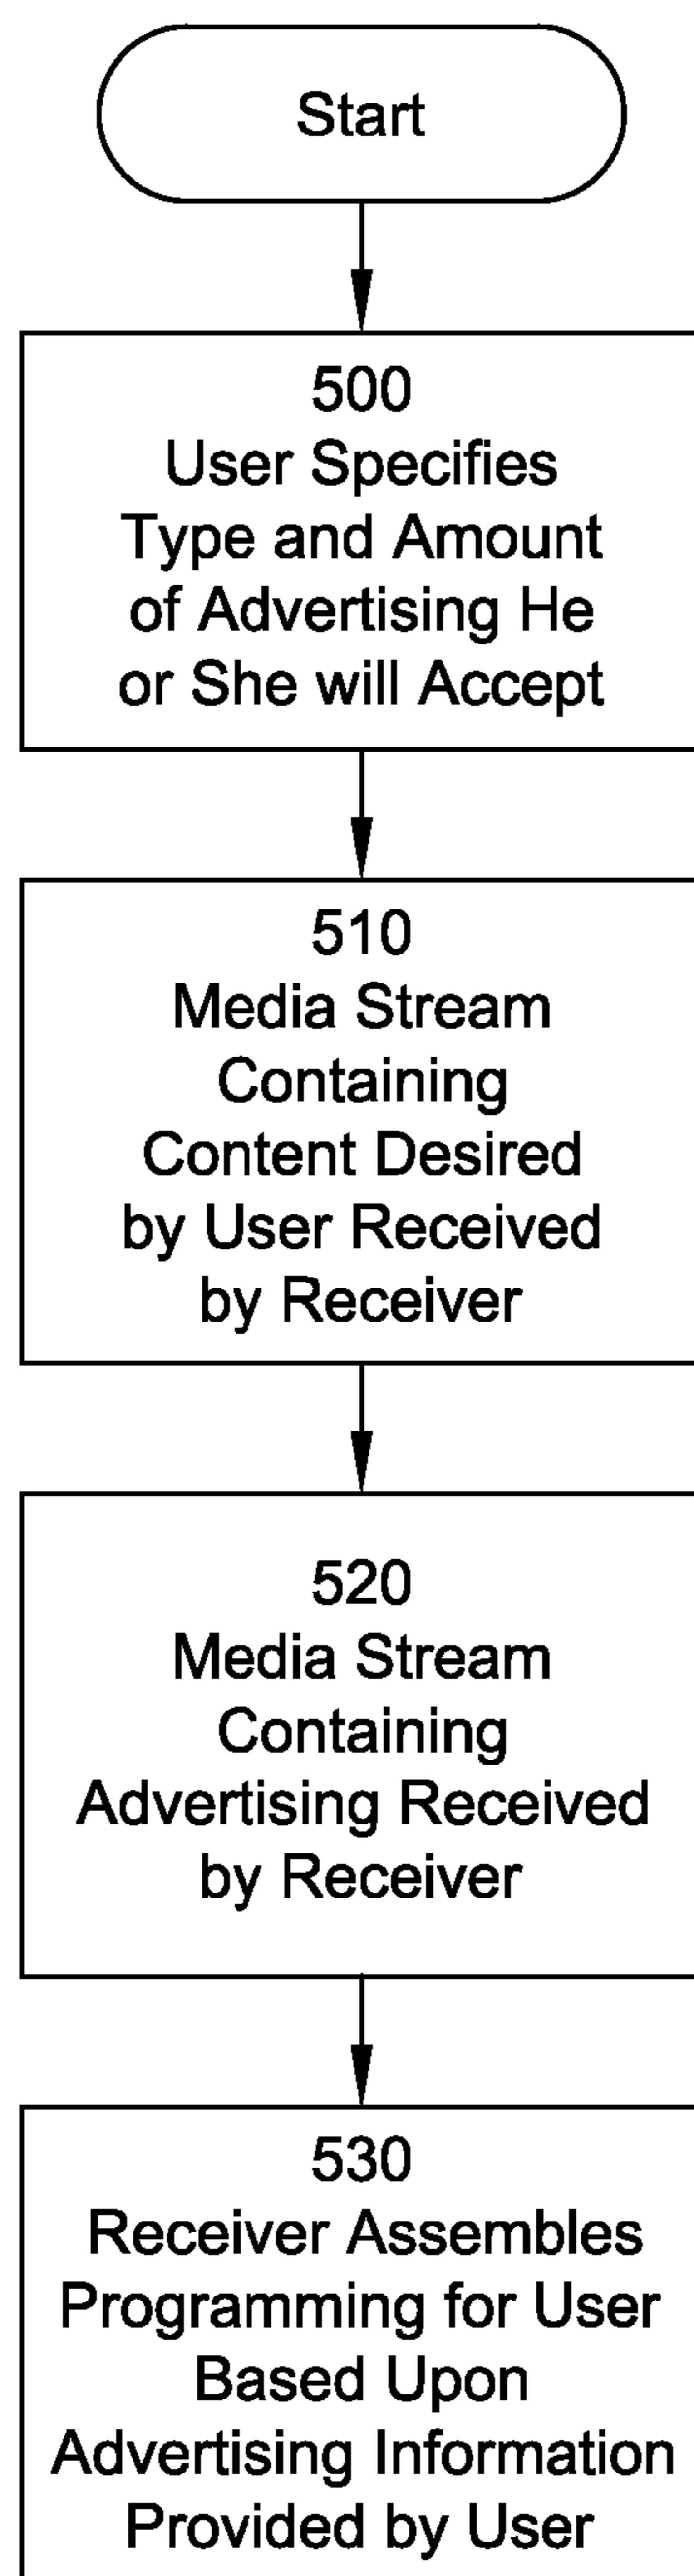 Start
500
User Specifies
Type and Amount
of Advertising He
or She will Accept
510
Media Stream
Containing
Content Desired
by User Received
by Receiver
520
Media Stream
Containing
Advertising Received
by Receiver
530
Receiver Assembles
Programming for User
Based Upon
Advertising Information
Provided by User